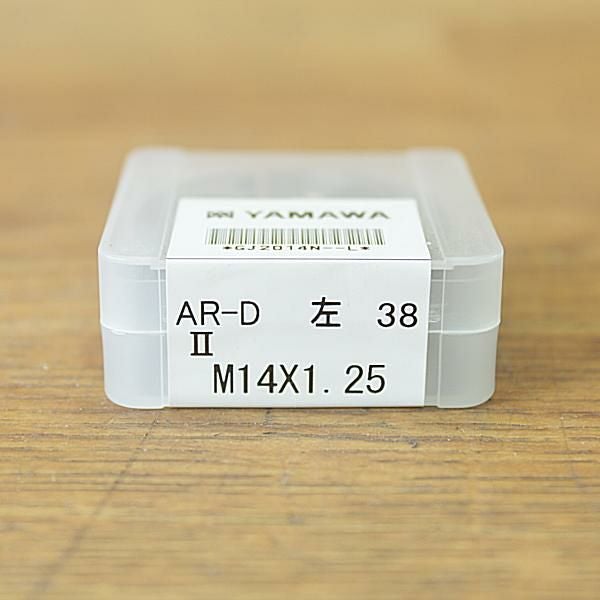 YAMAWA
*GJ2014N--L*
AR-D 左 38
Ⅱ
M14X1.25